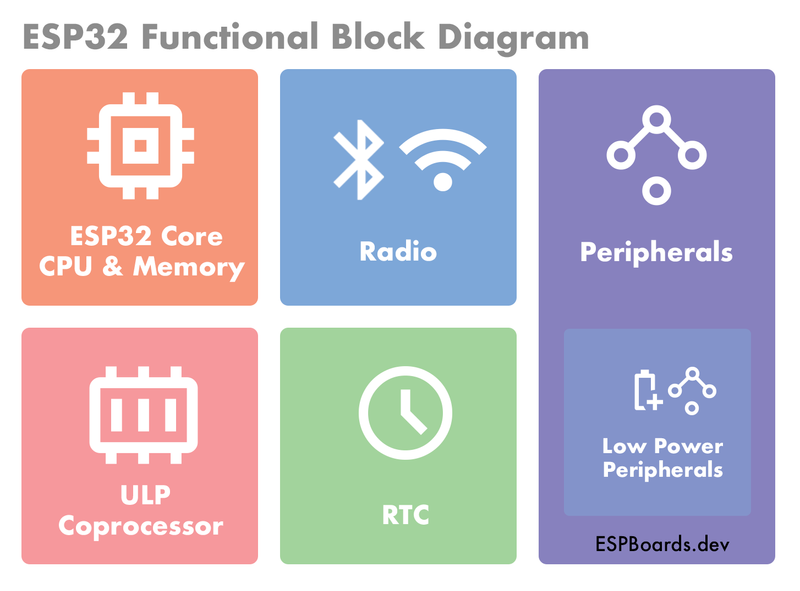 ESP32 Functional Block Diagram
ESP32 Core
CPU & Memory
Radio
Peripherals
ULP
Coprocessor
RTC
Low Power
Peripherals
ESPBoards.dev